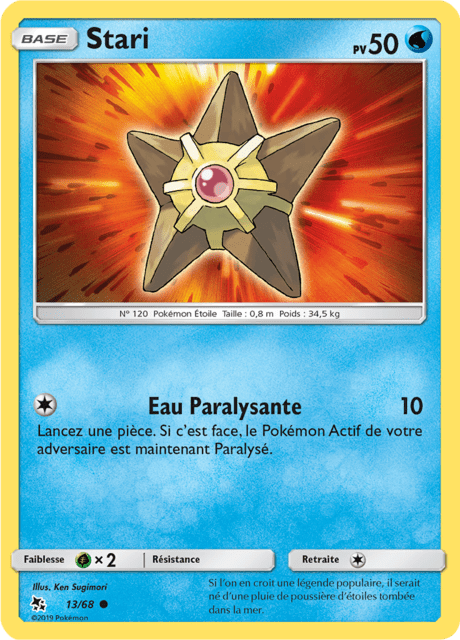 BASE Stari PV 50
N° 120 Pokémon Étoile Taille : 0,8 m Poids : 34,5 kg
Eau Paralysante 10
Lancez une pièce. Si c'est face, le Pokémon Actif de votre
adversaire est maintenant Paralysé.
Faiblesse × 2 Résistance Retraite
Illus. Ken Sugimori
13/68
©2019 Pokémon
Si l'on en croit une légende populaire, il serait
né d'une pluie de poussière d'étoiles tombée
dans la mer.